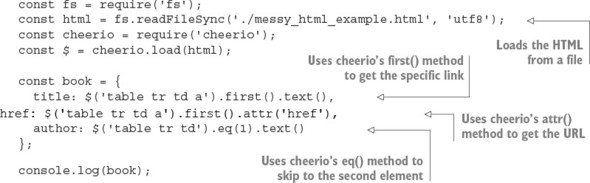 const fs = require('fs');
const html = fs.readFileSync('./messy_html_example.html', 'utf8');
const cheerio = require('cheerio');
const $ = cheerio.load(html);
Loads the HTML
from a file
Uses cheerio's first() method
to get the specific link
const book = {
title: $('table tr td a').first().text(),
href: $('table tr td a').first().attr('href'),
author: $('table tr td').eq(1).text()
};
Uses cheerio's attr()
method to get the URL
Uses cheerio's eq() method to
skip to the second element
console.log(book);